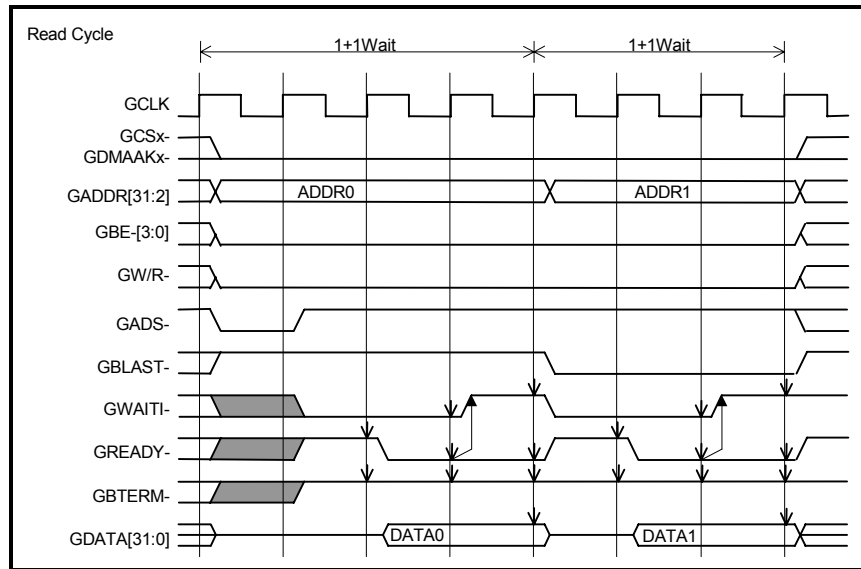 Read Cycle
1+1Wait 1+1Wait
GCLK
GCSx-
GDMAAKx-
GADDR[31:2] ADDR0 ADDR1
GBE-[3:0]
GW/R-
GADS-
GBLAST-
GWAITI-
GREADY-
GBTERM-
GDATA[31:0] DATA0 DATA1